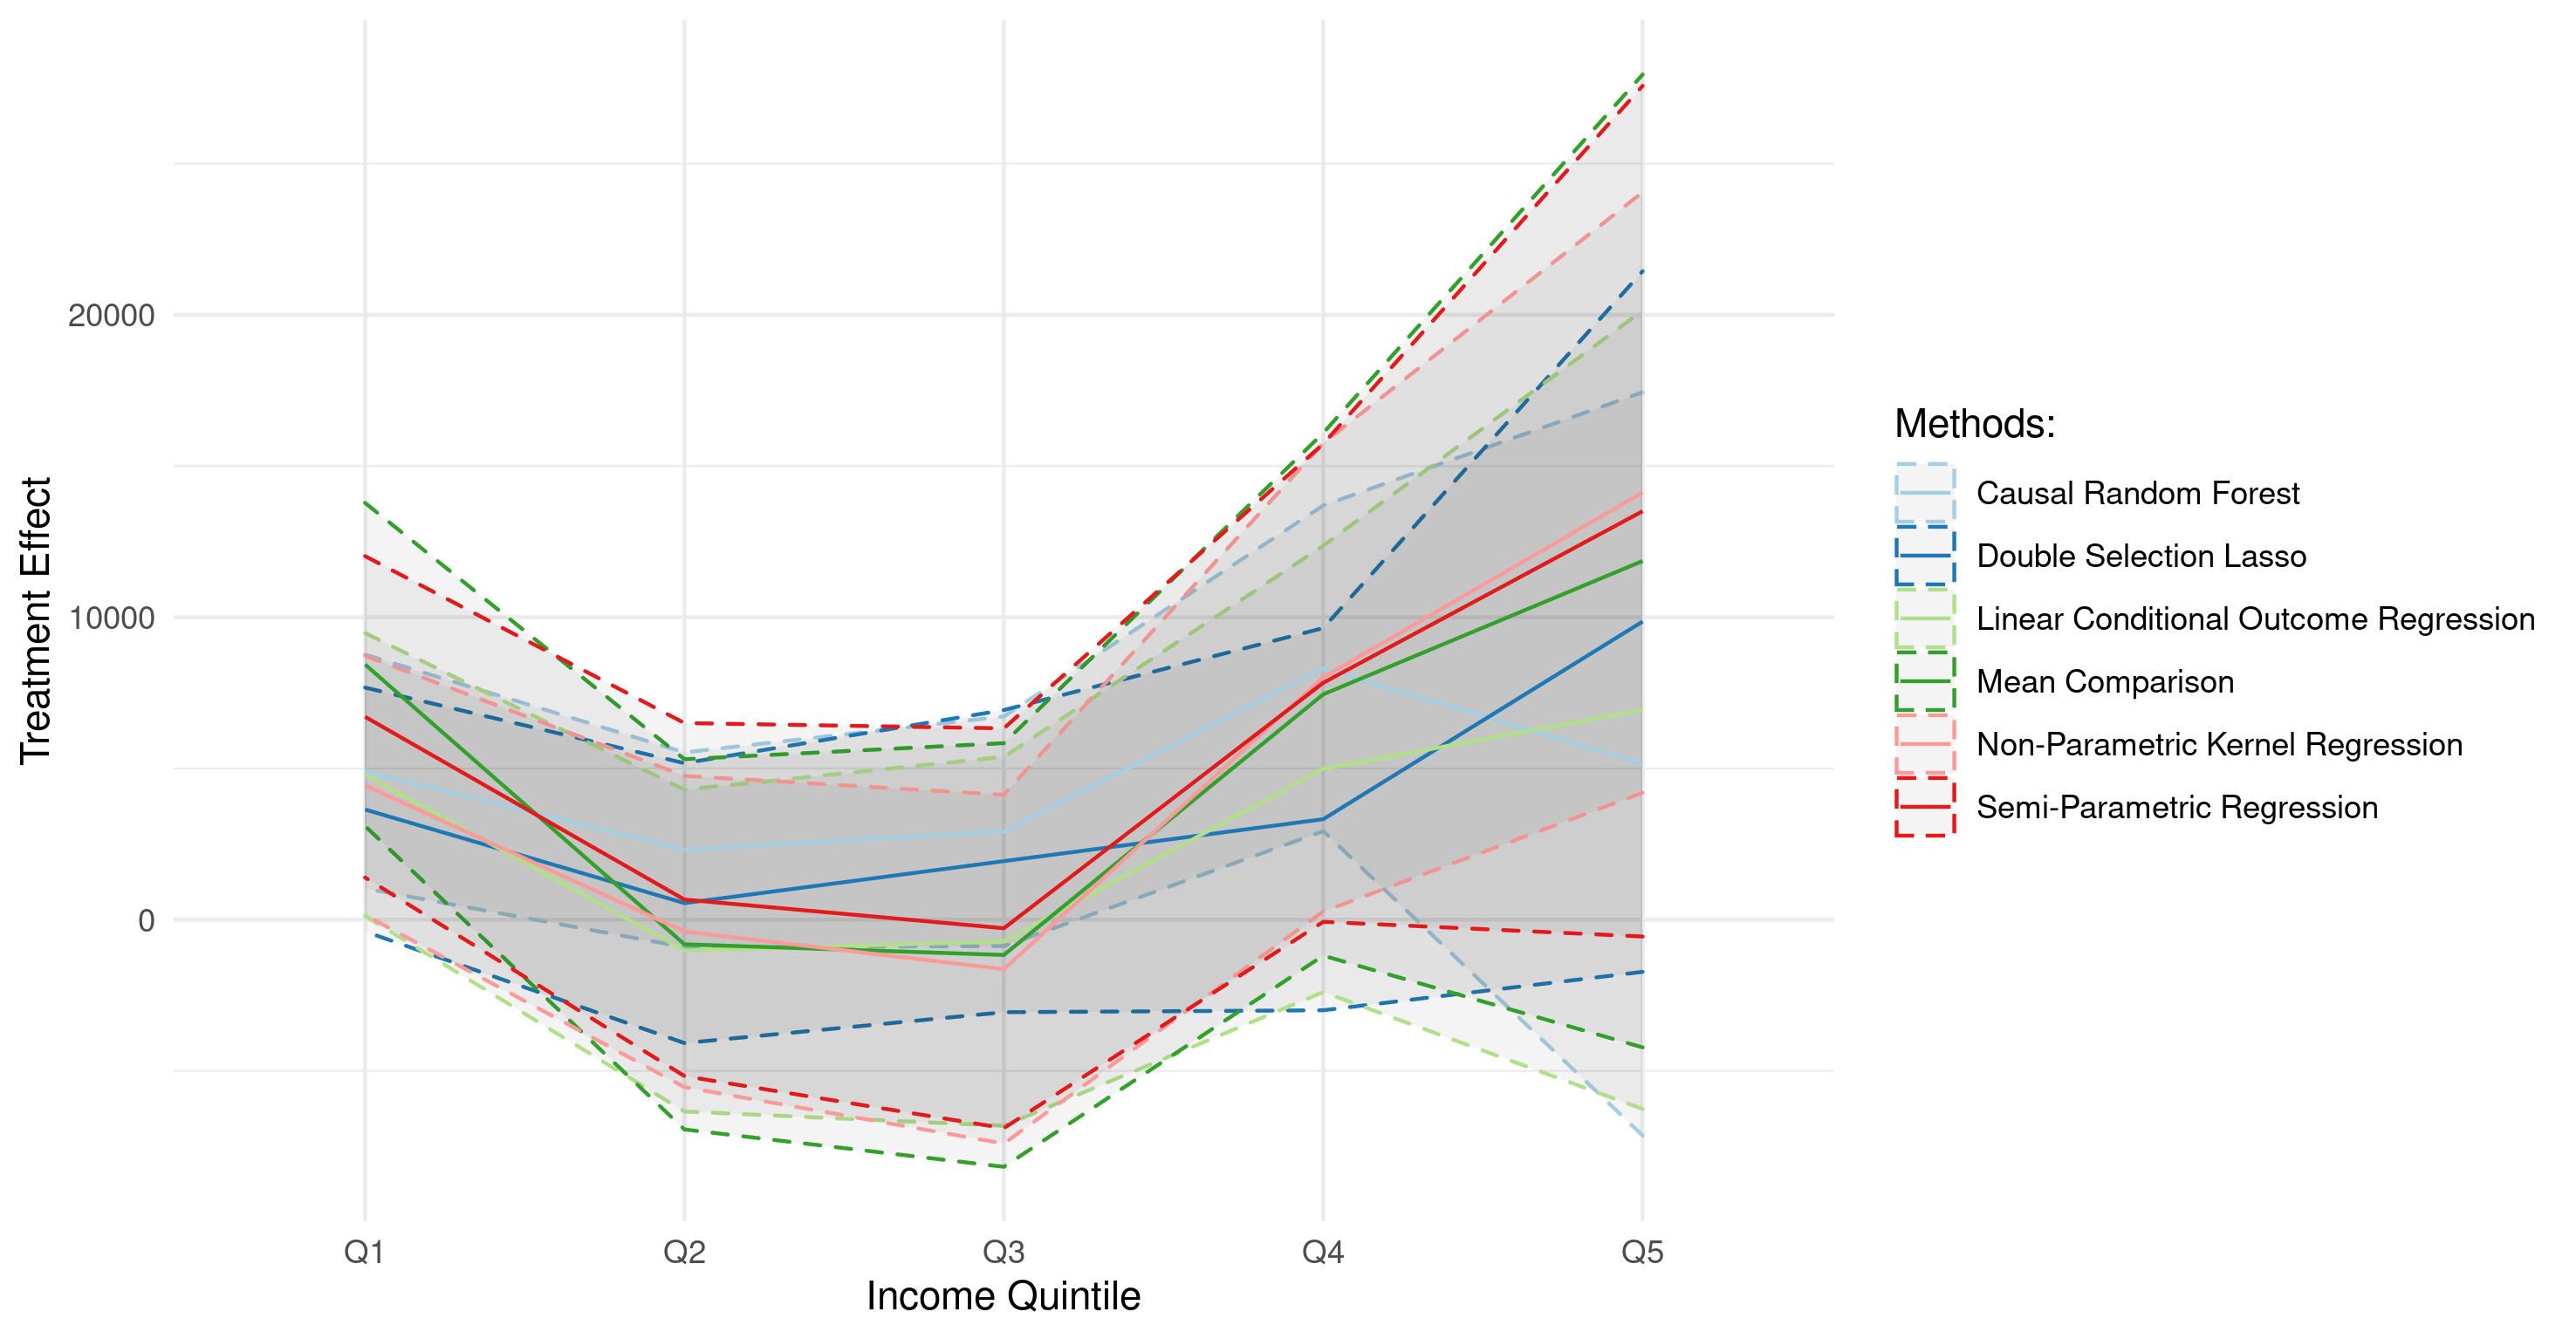 Treatment Effect
20000
10000
0
Q1 Q2 Q3 Q4 Q5
Income Quintile
Methods:
Causal Random Forest
Double Selection Lasso
Linear Conditional Outcome Regression
Mean Comparison
Non-Parametric Kernel Regression
Semi-Parametric Regression